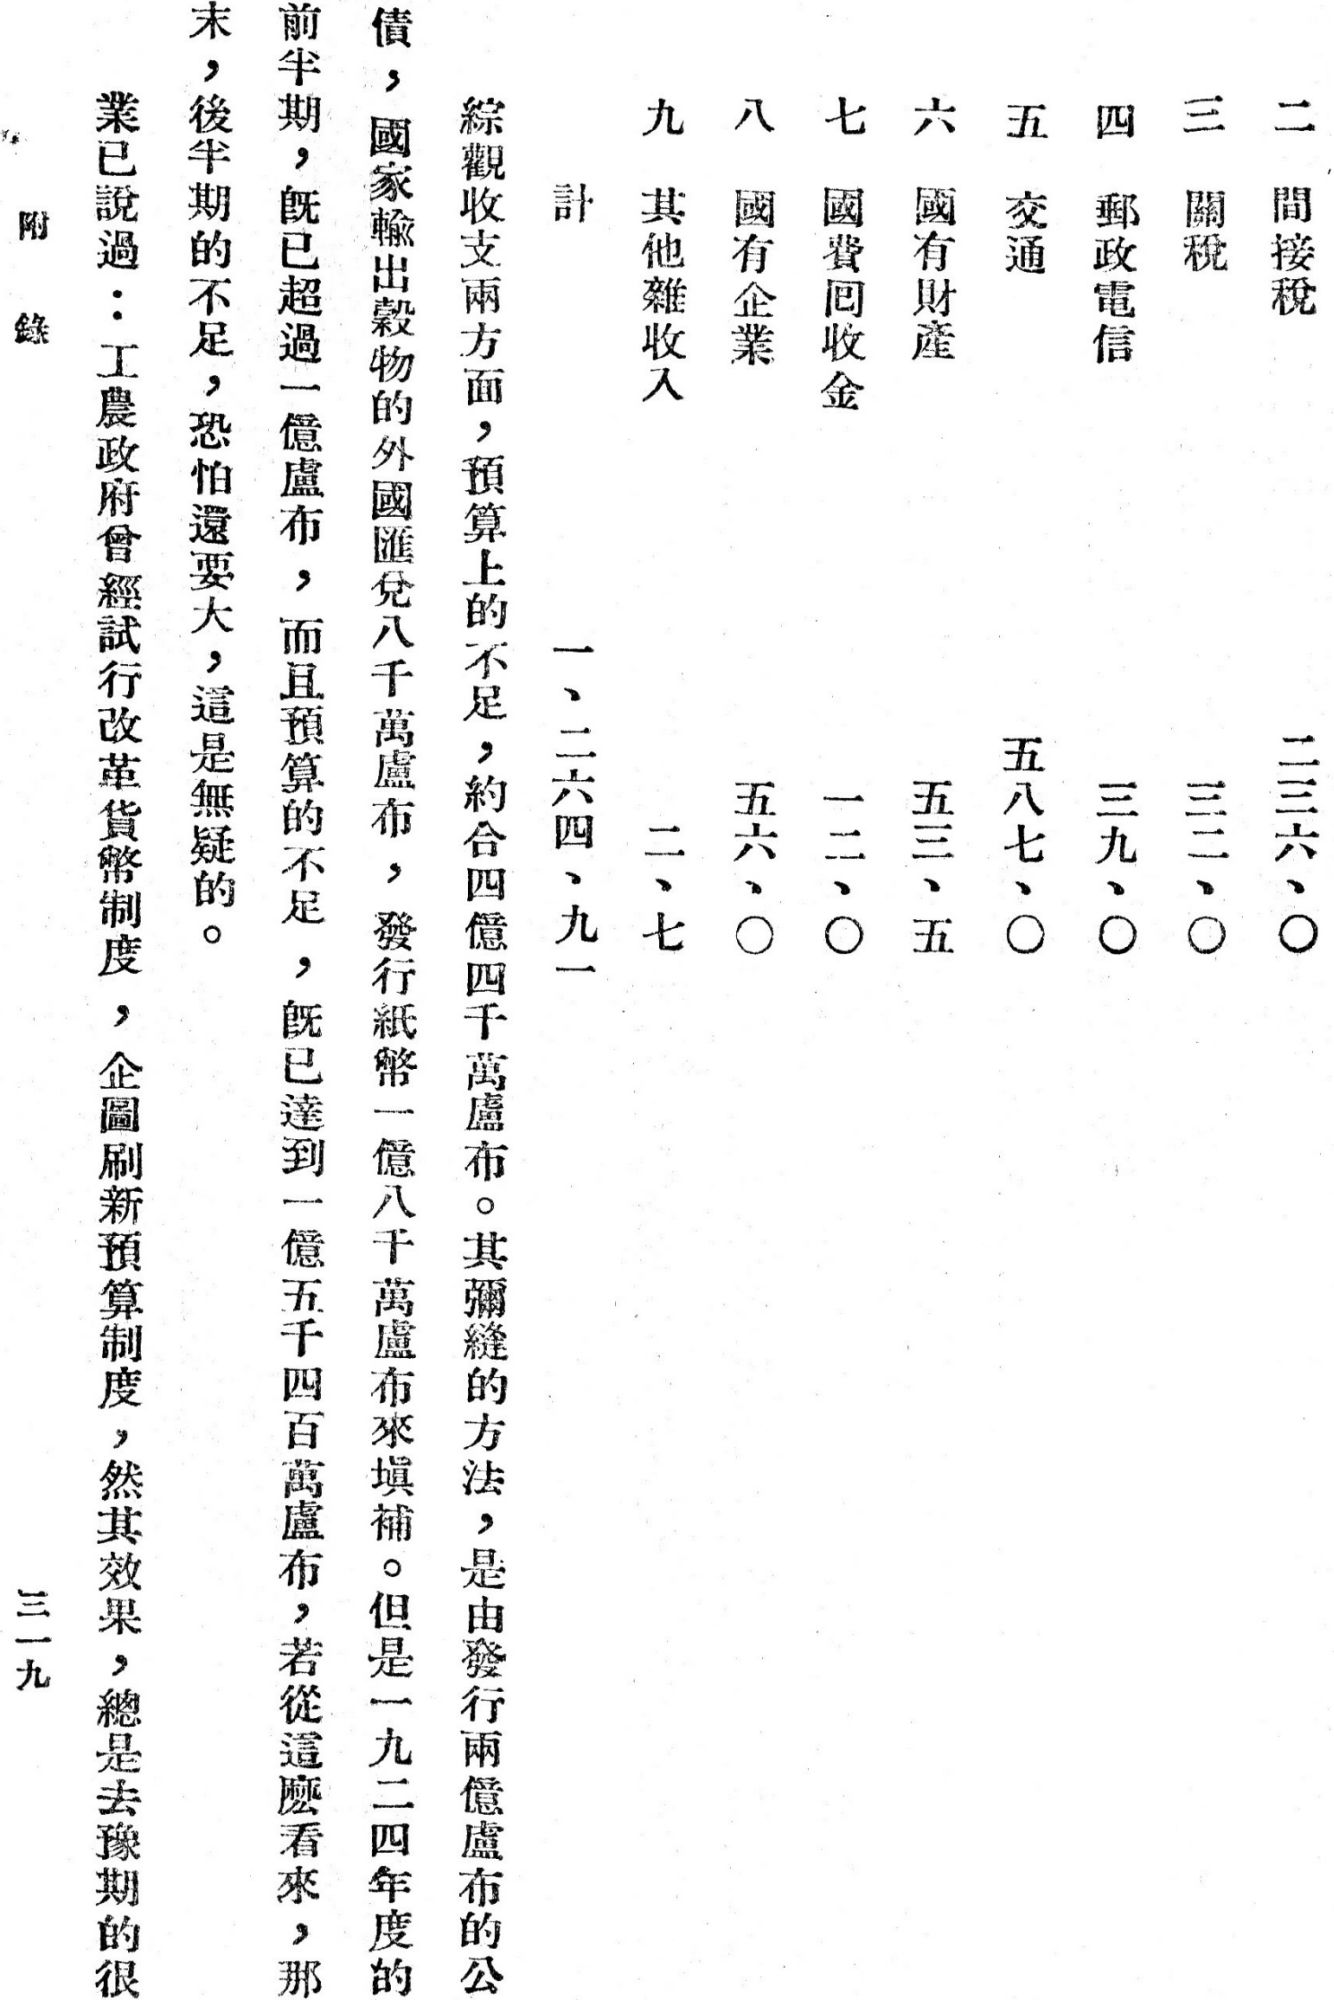 二　間接稅　二三六、〇
三　關稅　三二、〇
四　郵政電信　三九、〇
五　交通　五八七、〇
六　國有財產　五三、五
七　國費回收金　一二、〇
八　國有企業　五六、〇
九　其他雜收入　二、七
計　一、二六四、九一
綜觀收支兩方面，預算上的不足，約合四億四千萬盧布。其彌縫的方法，是由發行兩億盧布的公
債，國家輸出穀物的外國匯兌八千萬盧布，發行紙幣一億八千萬盧布來塡補。但是一九二四年度的
前半期，旣已超過一億盧布，而且預算的不足，旣已達到一億五千四百萬盧布，若從這麽看來，那
末，後半期的不足，恐怕還要大，這是無疑的。
業已說過：工農政府曾經試行改革貨幣制度，企圖刷新預算制度，然其效果，總是去豫期的很
附錄
三一九